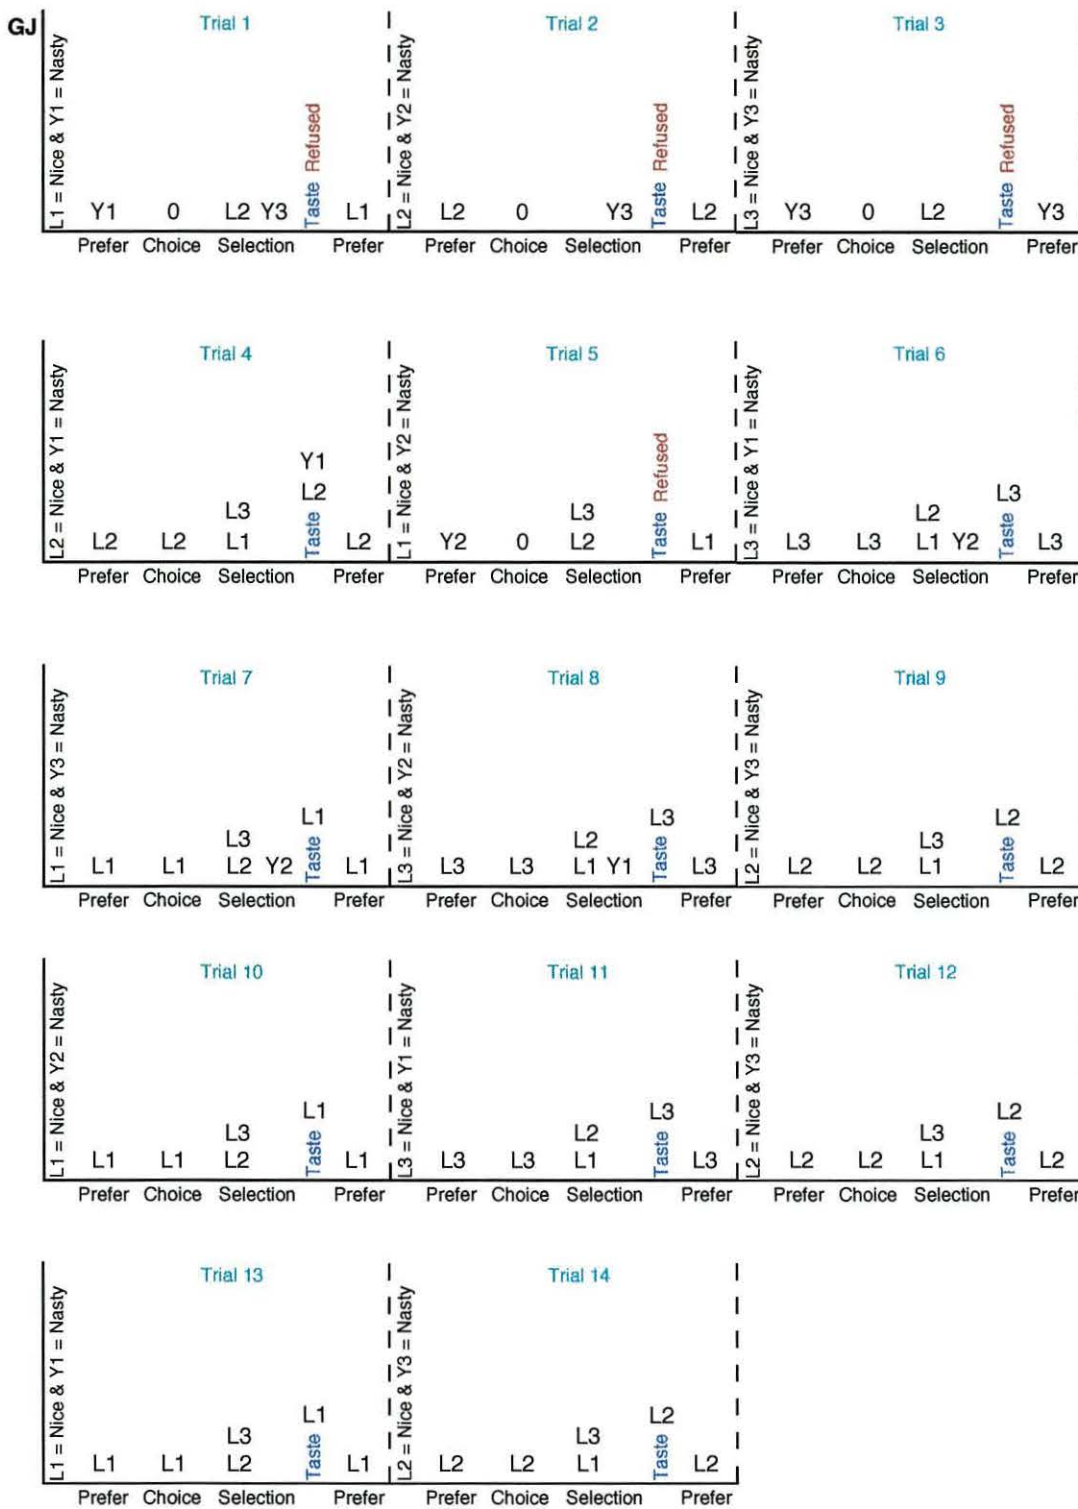 GJ
Trial 1
L1 = Nice & Y1 = Nasty
Y1 0 L2 Y3 Taste Refused L1
Prefer Choice Selection Prefer
Trial 2
L2 = Nice & Y2 = Nasty
L2 0 Y3 Taste Refused L2
Prefer Choice Selection Prefer
Trial 3
L3 = Nice & Y3 = Nasty
Y3 0 L2 Taste Refused Y3
Prefer Choice Selection Prefer
Trial 4
L2 = Nice & Y1 = Nasty
Y1
L2
L3
L2 L2 L1 Taste L2
Prefer Choice Selection Prefer
Trial 5
L1 = Nice & Y2 = Nasty
L3
Y2 0 L2 Taste Refused L1
Prefer Choice Selection Prefer
Trial 6
L3 = Nice & Y1 = Nasty
L3
L2
L3 L3 L1 Y2 Taste L3
Prefer Choice Selection Prefer
Trial 7
L1 = Nice & Y3 = Nasty
L1
L3
L1 L1 L2 Y2 Taste L1
Prefer Choice Selection Prefer
Trial 8
L3 = Nice & Y2 = Nasty
L3
L2
L3 L3 L1 Y1 Taste L3
Prefer Choice Selection Prefer
Trial 9
L2 = Nice & Y3 = Nasty
L2
L3
L2 L2 L1 Taste L2
Prefer Choice Selection Prefer
Trial 10
L1 = Nice & Y2 = Nasty
L1
L3
L1 L1 L2 Taste L1
Prefer Choice Selection Prefer
Trial 11
L3 = Nice & Y1 = Nasty
L3
L2
L3 L3 L1 Taste L3
Prefer Choice Selection Prefer
Trial 12
L2 = Nice & Y3 = Nasty
L2
L3
L2 L2 L1 Taste L2
Prefer Choice Selection Prefer
Trial 13
L1 = Nice & Y1 = Nasty
L1
L3
L1 L1 L2 Taste L1
Prefer Choice Selection Prefer
Trial 14
L2 = Nice & Y3 = Nasty
L2
L3
L2 L2 L1 Taste L2
Prefer Choice Selection Prefer